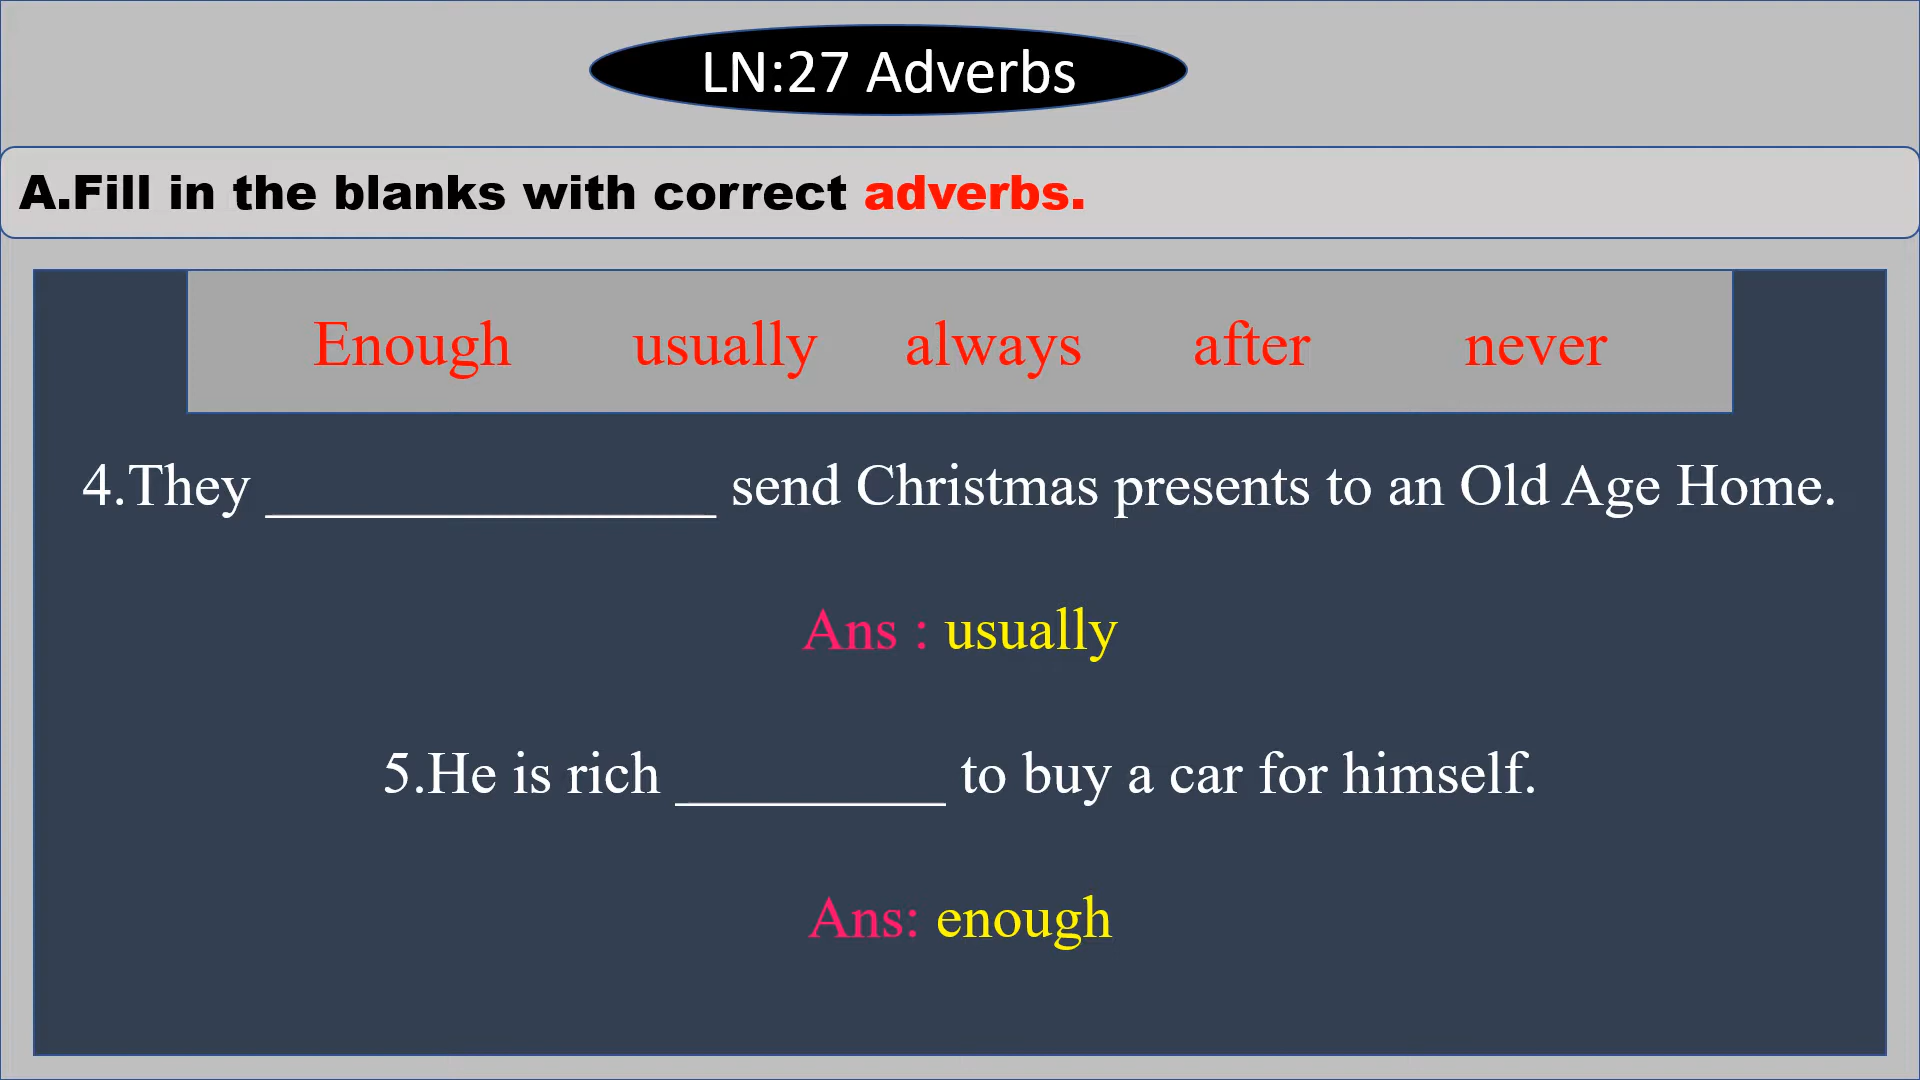 LN:27 Adverbs
A.Fill in the blanks with correct adverbs.
Enough usually always after never
4.They _______________ send Christmas presents to an Old Age Home.
Ans : usually
5.He is rich _________ to buy a car for himself.
Ans: enough